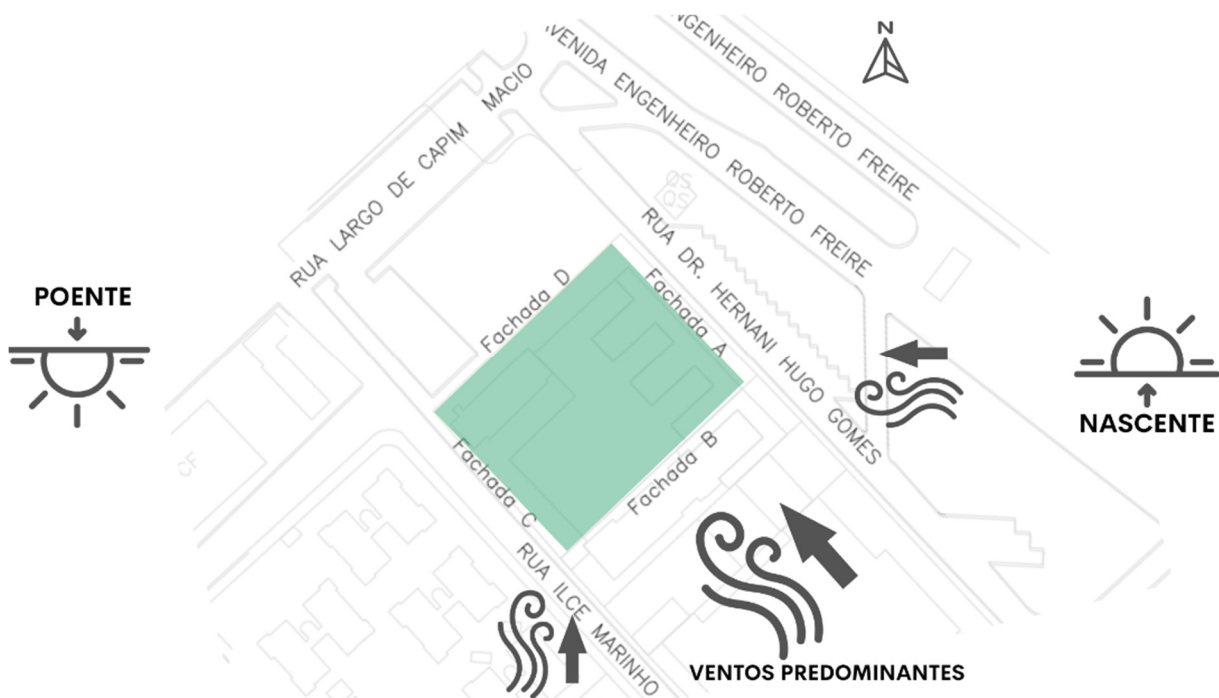 N
ENGENHEIRO ROBERTO FREIRE
AVENIDA ENGENHEIRO ROBERTO FREIRE
RUA LARGO DE CAPIM MACIO
RUA DR. HERNANI HUGO GOMES
POENTE
Fachada D
Fachada A
NASCENTE
CF
Fachada C
Fachada B
RUA ILCE MARINHO
VENTOS PREDOMINANTES